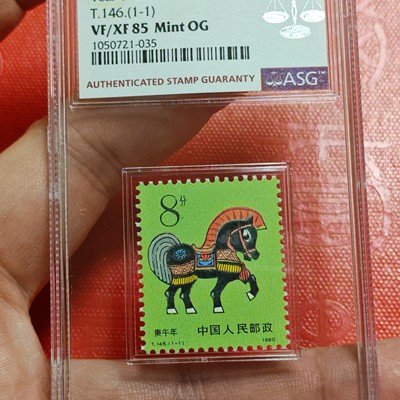 T.146.(1-1)
VF/XF 85 Mint OG
1050721-035
AUTHENTICATED STAMP GUARANTY
ASG
8分
庚午年
中国人民邮政
T.146.(1-1)
1990